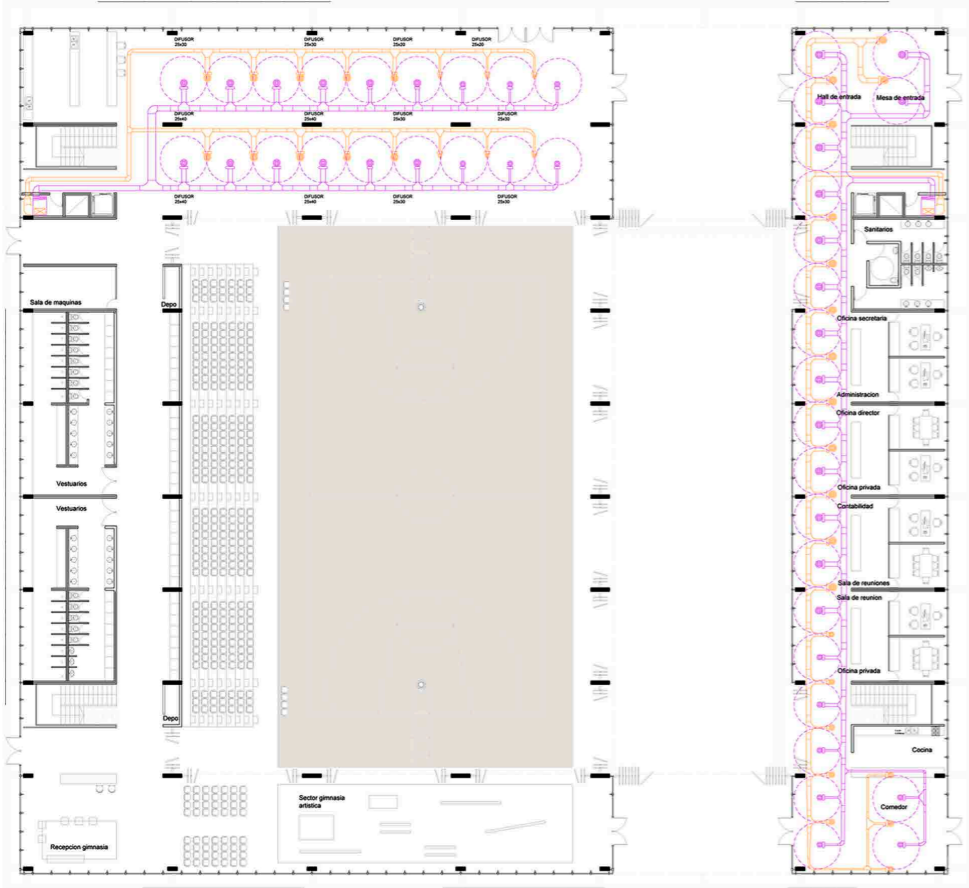 DIFUSOR
25x20
DIFUSOR
25x30
DIFUSOR
25x20
DIFUSOR
25x20
Hall de entrada
Mesa de entrada
DIFUSOR
25x40
DIFUSOR
25x40
DIFUSOR
25x30
DIFUSOR
25x30
DIFUSOR
25x40
DIFUSOR
25x40
DIFUSOR
25x30
DIFUSOR
25x30
Sanitarios
Sala de maquinas
Depo
Oficina secretaria
Administracion
Oficina director
Vestuarios
Oficina privada
Vestuarios
Contabilidad
Sala de reuniones
Sala de reunion
Oficina privada
Depo
Cocina
Sector gimnasia
artistica
Comedor
Recepcion gimnasia